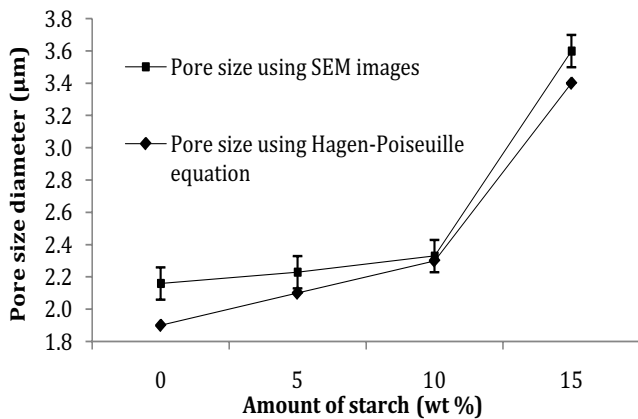 3.8
3.6
3.4
3.2
3.0
2.8
2.6
2.4
2.2
2.0
1.8
Pore size diameter (µm)
Pore size using SEM images
Pore size using Hagen-Poiseuille
equation
0 5 10 15
Amount of starch (wt %)